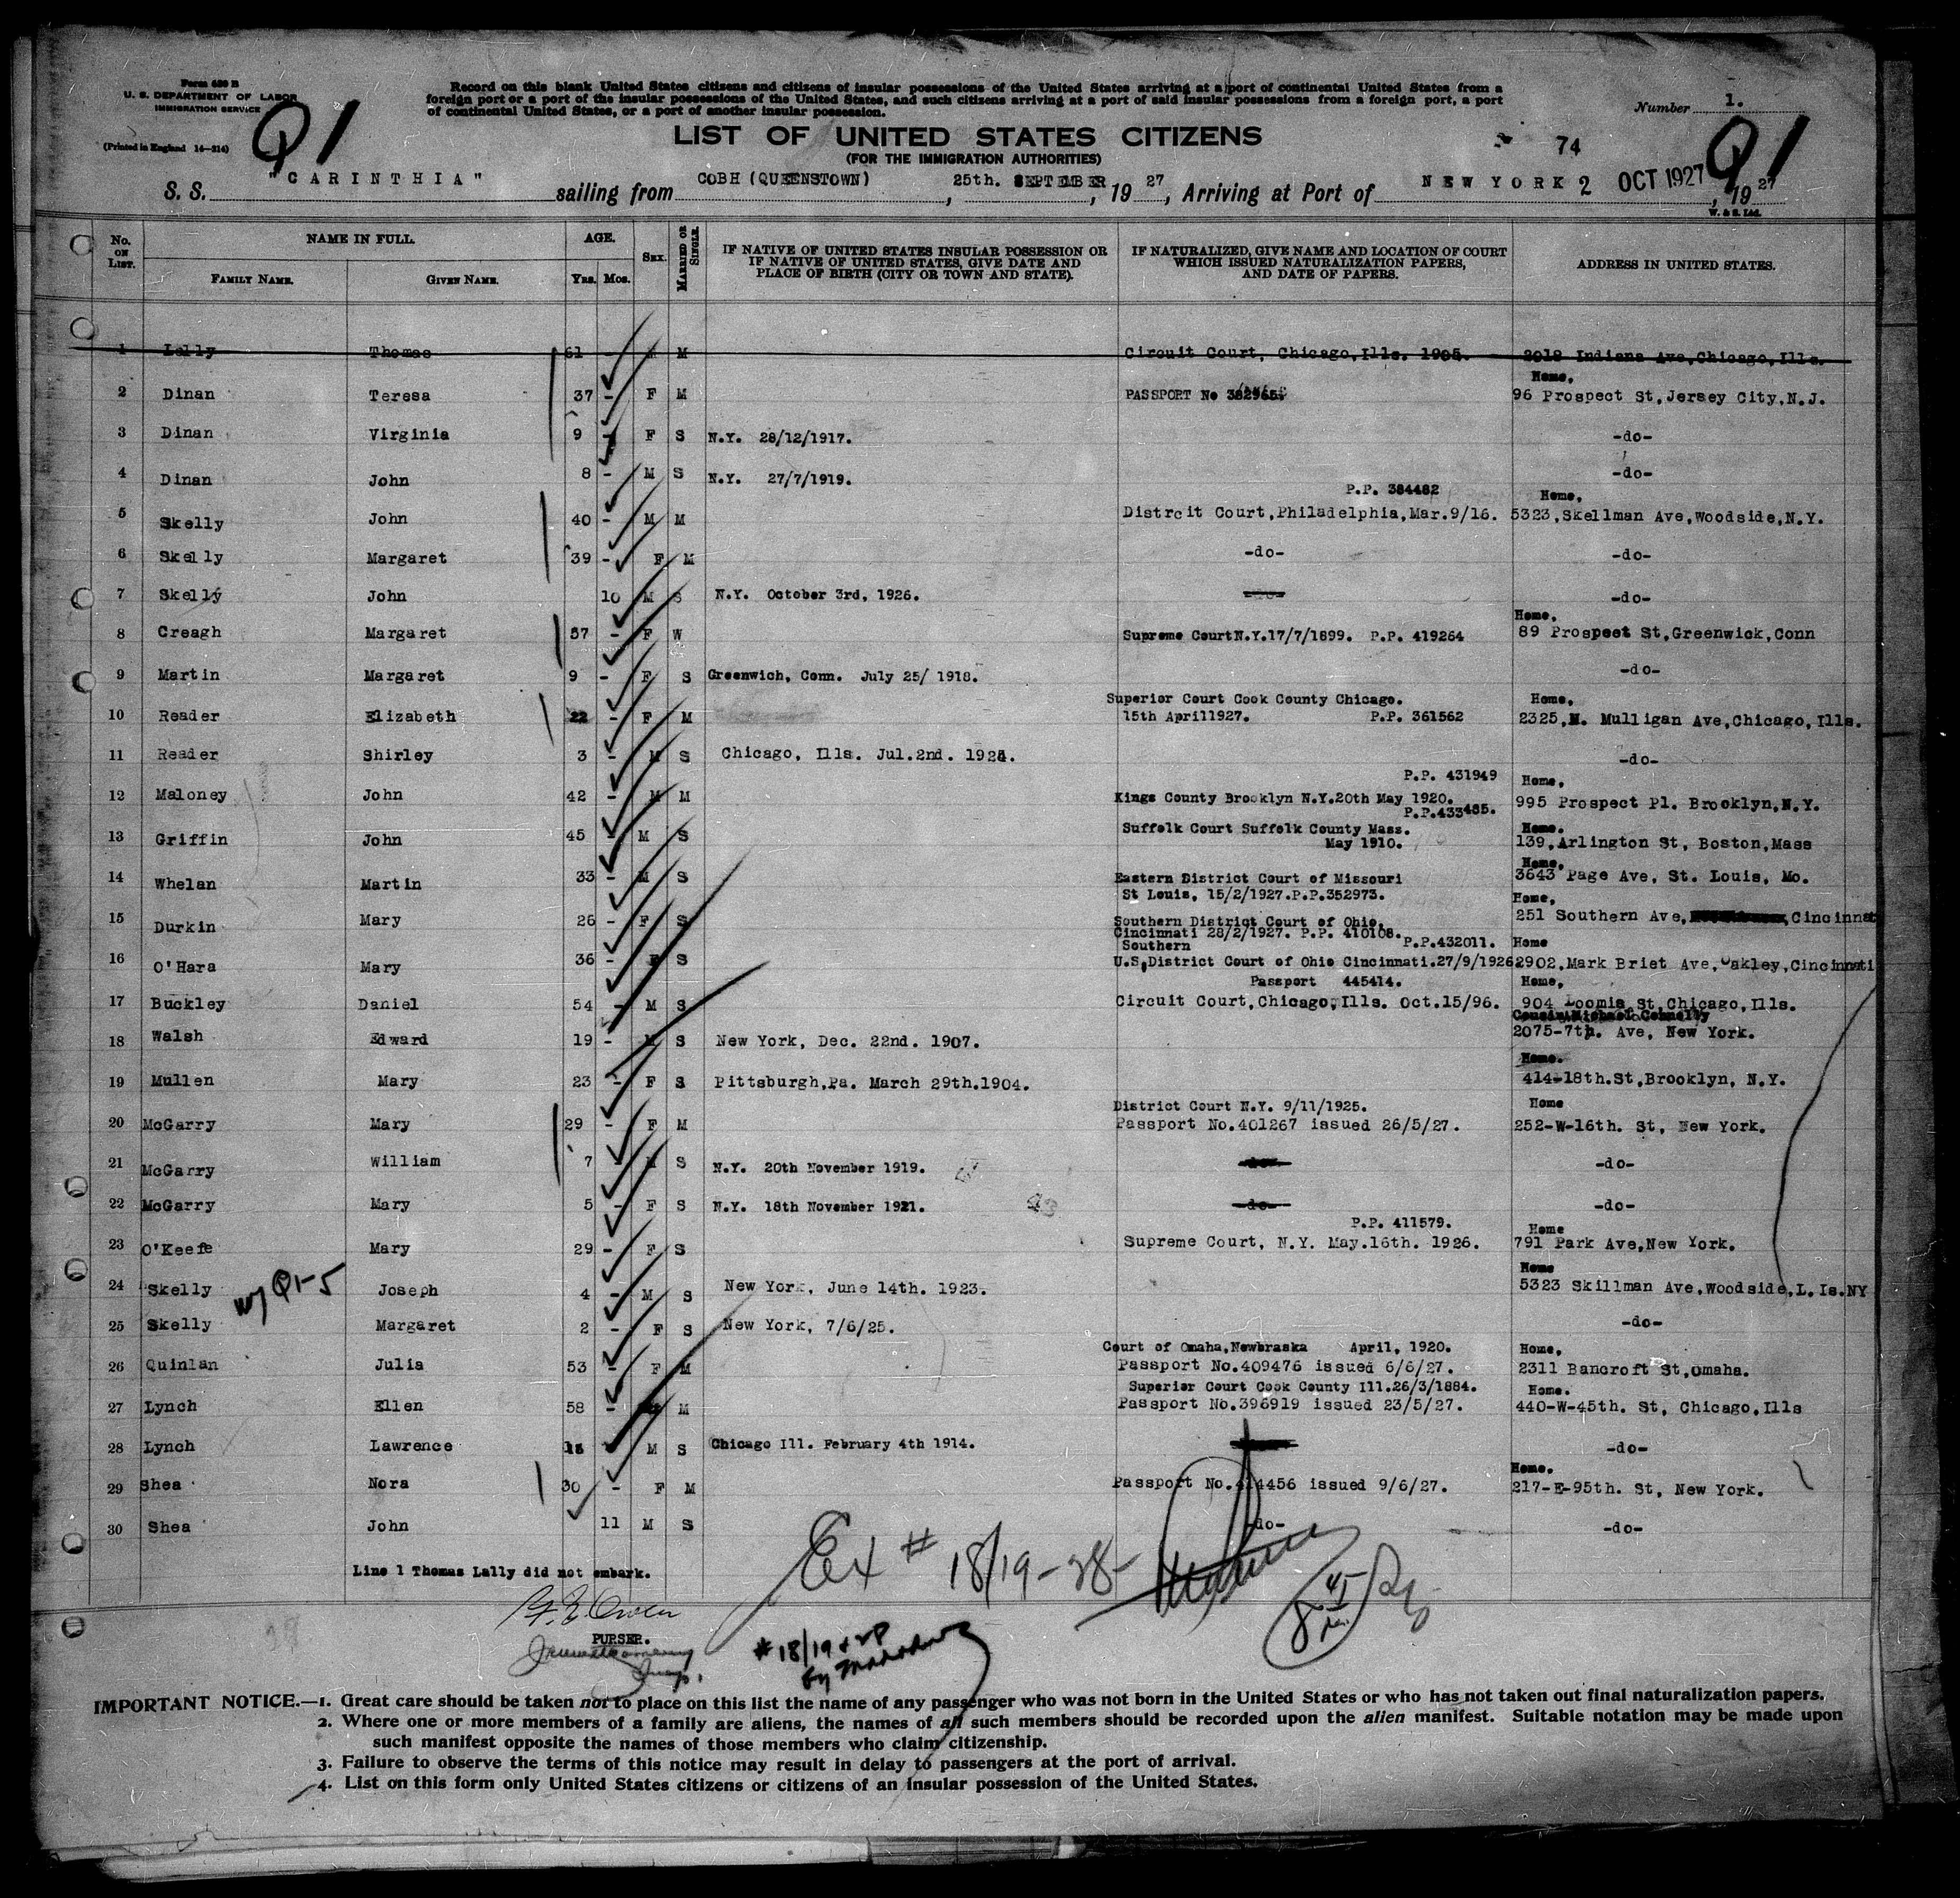 Form 630 B
U. S. DEPARTMENT OF LABOR
IMMIGRATION SERVICE
(Printed in England 14—214)
Q1
Record on this blank United States citizens and citizens of insular possessions of the United States arriving at a port of continental United States from a
foreign port or a port of the insular possessions of the United States, and such citizens arriving at a port of said insular possessions from a foreign port, a port
of continental United States, or a port of another insular possession.
Number 1.
LIST OF UNITED STATES CITIZENS
(FOR THE IMMIGRATION AUTHORITIES)
74
Q1
S. S. "CARINTHIA" sailing from COBH (QUEENSTOWN), 25th. SEPTEMBER, 19 27, Arriving at Port of NEW YORK 2 OCT 1927, 19 27
W. & S. Ltd.
No. ON LIST. NAME IN FULL. AGE. SEX. MARRIED OR SINGLE. IF NATIVE OF UNITED STATES INSULAR POSSESSION OR IF NATIVE OF UNITED STATES, GIVE DATE AND PLACE OF BIRTH (CITY OR TOWN AND STATE). IF NATURALIZED, GIVE NAME AND LOCATION OF COURT WHICH ISSUED NATURALIZATION PAPERS, AND DATE OF PAPERS. ADDRESS IN UNITED STATES.
FAMILY NAME. GIVEN NAME. YRS. MOS.
1 Lally Thomas 61 - M M Circuit Court, Chicago,Ills. 1905. 2018 Indiana Ave,Chicago,Ills.
Home,
2 Dinan Teresa 37 - F M PASSPORT No 96 Prospect St,Jersey City,N.J.
3 Dinan Virginia 9 - F S N.Y. 28/12/1917. -do-
4 Dinan John 8 - M S N.Y. 27/7/1919. -do-
P.P. 384482 Home,
5 Skelly John 40 - M M Distrcit Court,Philadelphia,Mar.9/16. 5323,Skellman Ave,Woodside,N.Y.
6 Skelly Margaret 39 - F M -do- -do-
7 Skelly John 10 M S N.Y. October 3rd, 1926. -do-
Home,
8 Creagh Margaret 57 - F W Supreme CourtN.Y.17/7/1899. P.P. 419264 89 Prospect St,Greenwick,Conn
9 Martin Margaret 9 - F S Greenwich, Conn. July 25/ 1918. -do-
Superior Court Cook County Chicago. Home,
10 Reader Elizabeth 22 - F M 15th April1927. P.P. 361562 2325,N. Mulligan Ave,Chicago,Ills.
11 Reader Shirley 3 - M S Chicago, Ills. Jul.2nd. 1924. -do-
P.P. 431949 Home,
12 Maloney John 42 - M M Kings County Brooklyn N.Y.20th May 1920. 995 Prospect Pl. Brooklyn,N.Y.
P.P.433485.
13 Griffin John 45 - M S Suffolk Court Suffolk County Mass. Home.
May 1910. 139,Arlington St, Boston,Mass
Home,
14 Whelan Martin 33 - M S Eastern District Court of Missouri 3643 Page Ave, St. Louis, Mo.
St Louis, 15/2/1927.P.P.352973. Home,
15 Durkin Mary 26 - F S Southern District Court of Ohio, 251 Southern Ave, Cincinnat
Cincinnati 28/2/1927. P.P. 410108.
Southern P.P.432011. Home
16 O'Hara Mary 36 - F S U.S,District Court of Ohio Cincinnati.27/9/1926 2902,Mark Briet Ave,Oakley,Cincinnati
Passport 445414. Home,
17 Buckley Daniel 54 - M S Circuit Court,Chicago,Ills. Oct.15/96. 904 Loomis St,Chicago,Ills.
Cousin Michael Connelly
18 Walsh Edward 19 - M S New York, Dec. 22nd. 1907. 2075-7th. Ave, New York.
Home.
19 Mullen Mary 23 - F S Pittsburgh,Pa. March 29th.1904. 414-18th.St,Brooklyn, N.Y.
District Court N.Y. 9/11/1925. Home
20 McGarry Mary 29 - F M Passport No.401267 issued 26/5/27. 252-W-16th. St, New York.
21 McGarry William 7 - M S N.Y. 20th November 1919. -do- -do-
22 McGarry Mary 5 - F S N.Y. 18th November 1921. -do- -do-
P.P. 411579. Home
23 O'Keefe Mary 29 - F S Supreme Court, N.Y. May.16th. 1926. 791 Park Ave,New York.
Home
24 Skelly w/ Q1-5 Joseph 4 - M S New York, June 14th. 1923. 5323 Skillman Ave,Woodside,L. Is.NY
25 Skelly Margaret 2 - F S New York, 7/6/25. -do-
Court of Omaha,Newbraska April, 1920. Home,
26 Quinlan Julia 53 - F M Passport No.409476 issued 6/6/27. 2311 Bancroft St,Omaha.
Superior Court Cook County Ill.26/3/1884. Home.
27 Lynch Ellen 58 - M Passport No.396919 issued 23/5/27. 440-W-45th. St, Chicago,Ills
28 Lynch Lawrence M S Chicago Ill. February 4th 1914. -do-
Home.
29 Shea Nora 30 - F M Passport No.414456 issued 9/6/27. 217-E-95th. St, New York.
30 Shea John 11 M S -do- -do-
Line 1 Thomas Lally did not embark.
Ex # 18/19-28-
PURSER.
# 18/19 + 28
by
IMPORTANT NOTICE.—1. Great care should be taken not to place on this list the name of any passenger who was not born in the United States or who has not taken out final naturalization papers.
2. Where one or more members of a family are aliens, the names of all such members should be recorded upon the alien manifest. Suitable notation may be made upon
such manifest opposite the names of those members who claim citizenship.
3. Failure to observe the terms of this notice may result in delay to passengers at the port of arrival.
4. List on this form only United States citizens or citizens of an insular possession of the United States.